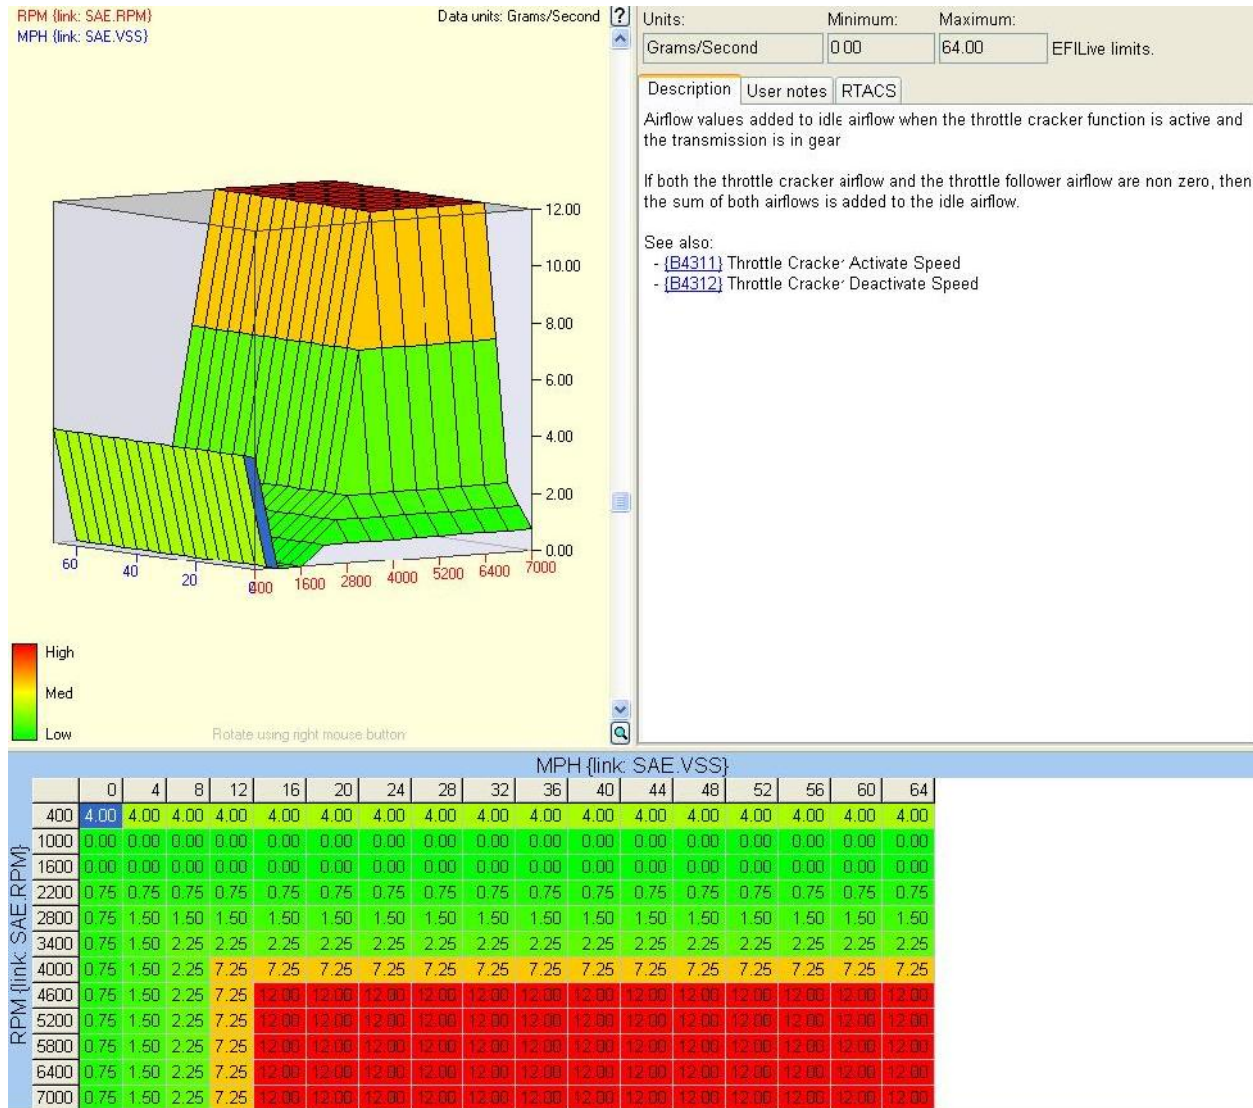 RPM {link: SAE.RPM}
MPH {link: SAE.VSS}
Data units: Grams/Second
?
12.00
10.00
8.00
6.00
4.00
2.00
0.00
60 40 20 0
400 1600 2800 4000 5200 6400 7000
High
Med
Low
Rotate using right mouse button
Units: Minimum: Maximum:
Grams/Second 0.00 64.00 EFILive limits.
Description User notes RTACS
Airflow values added to idle airflow when the throttle cracker function is active and
the transmission is in gear
If both the throttle cracker airflow and the throttle follower airflow are non zero, then
the sum of both airflows is added to the idle airflow.
See also:
- {B4311} Throttle Cracker Activate Speed
- {B4312} Throttle Cracker Deactivate Speed
MPH {link: SAE.VSS}
RPM {link: SAE.RPM}
0 4 8 12 16 20 24 28 32 36 40 44 48 52 56 60 64
400 4.00 4.00 4.00 4.00 4.00 4.00 4.00 4.00 4.00 4.00 4.00 4.00 4.00 4.00 4.00 4.00 4.00
1000 0.00 0.00 0.00 0.00 0.00 0.00 0.00 0.00 0.00 0.00 0.00 0.00 0.00 0.00 0.00 0.00 0.00
1600 0.00 0.00 0.00 0.00 0.00 0.00 0.00 0.00 0.00 0.00 0.00 0.00 0.00 0.00 0.00 0.00 0.00
2200 0.75 0.75 0.75 0.75 0.75 0.75 0.75 0.75 0.75 0.75 0.75 0.75 0.75 0.75 0.75 0.75 0.75
2800 0.75 1.50 1.50 1.50 1.50 1.50 1.50 1.50 1.50 1.50 1.50 1.50 1.50 1.50 1.50 1.50 1.50
3400 0.75 1.50 2.25 2.25 2.25 2.25 2.25 2.25 2.25 2.25 2.25 2.25 2.25 2.25 2.25 2.25 2.25
4000 0.75 1.50 2.25 7.25 7.25 7.25 7.25 7.25 7.25 7.25 7.25 7.25 7.25 7.25 7.25 7.25 7.25
4600 0.75 1.50 2.25 7.25 12.00 12.00 12.00 12.00 12.00 12.00 12.00 12.00 12.00 12.00 12.00 12.00 12.00
5200 0.75 1.50 2.25 7.25 12.00 12.00 12.00 12.00 12.00 12.00 12.00 12.00 12.00 12.00 12.00 12.00 12.00
5800 0.75 1.50 2.25 7.25 12.00 12.00 12.00 12.00 12.00 12.00 12.00 12.00 12.00 12.00 12.00 12.00 12.00
6400 0.75 1.50 2.25 7.25 12.00 12.00 12.00 12.00 12.00 12.00 12.00 12.00 12.00 12.00 12.00 12.00 12.00
7000 0.75 1.50 2.25 7.25 12.00 12.00 12.00 12.00 12.00 12.00 12.00 12.00 12.00 12.00 12.00 12.00 12.00